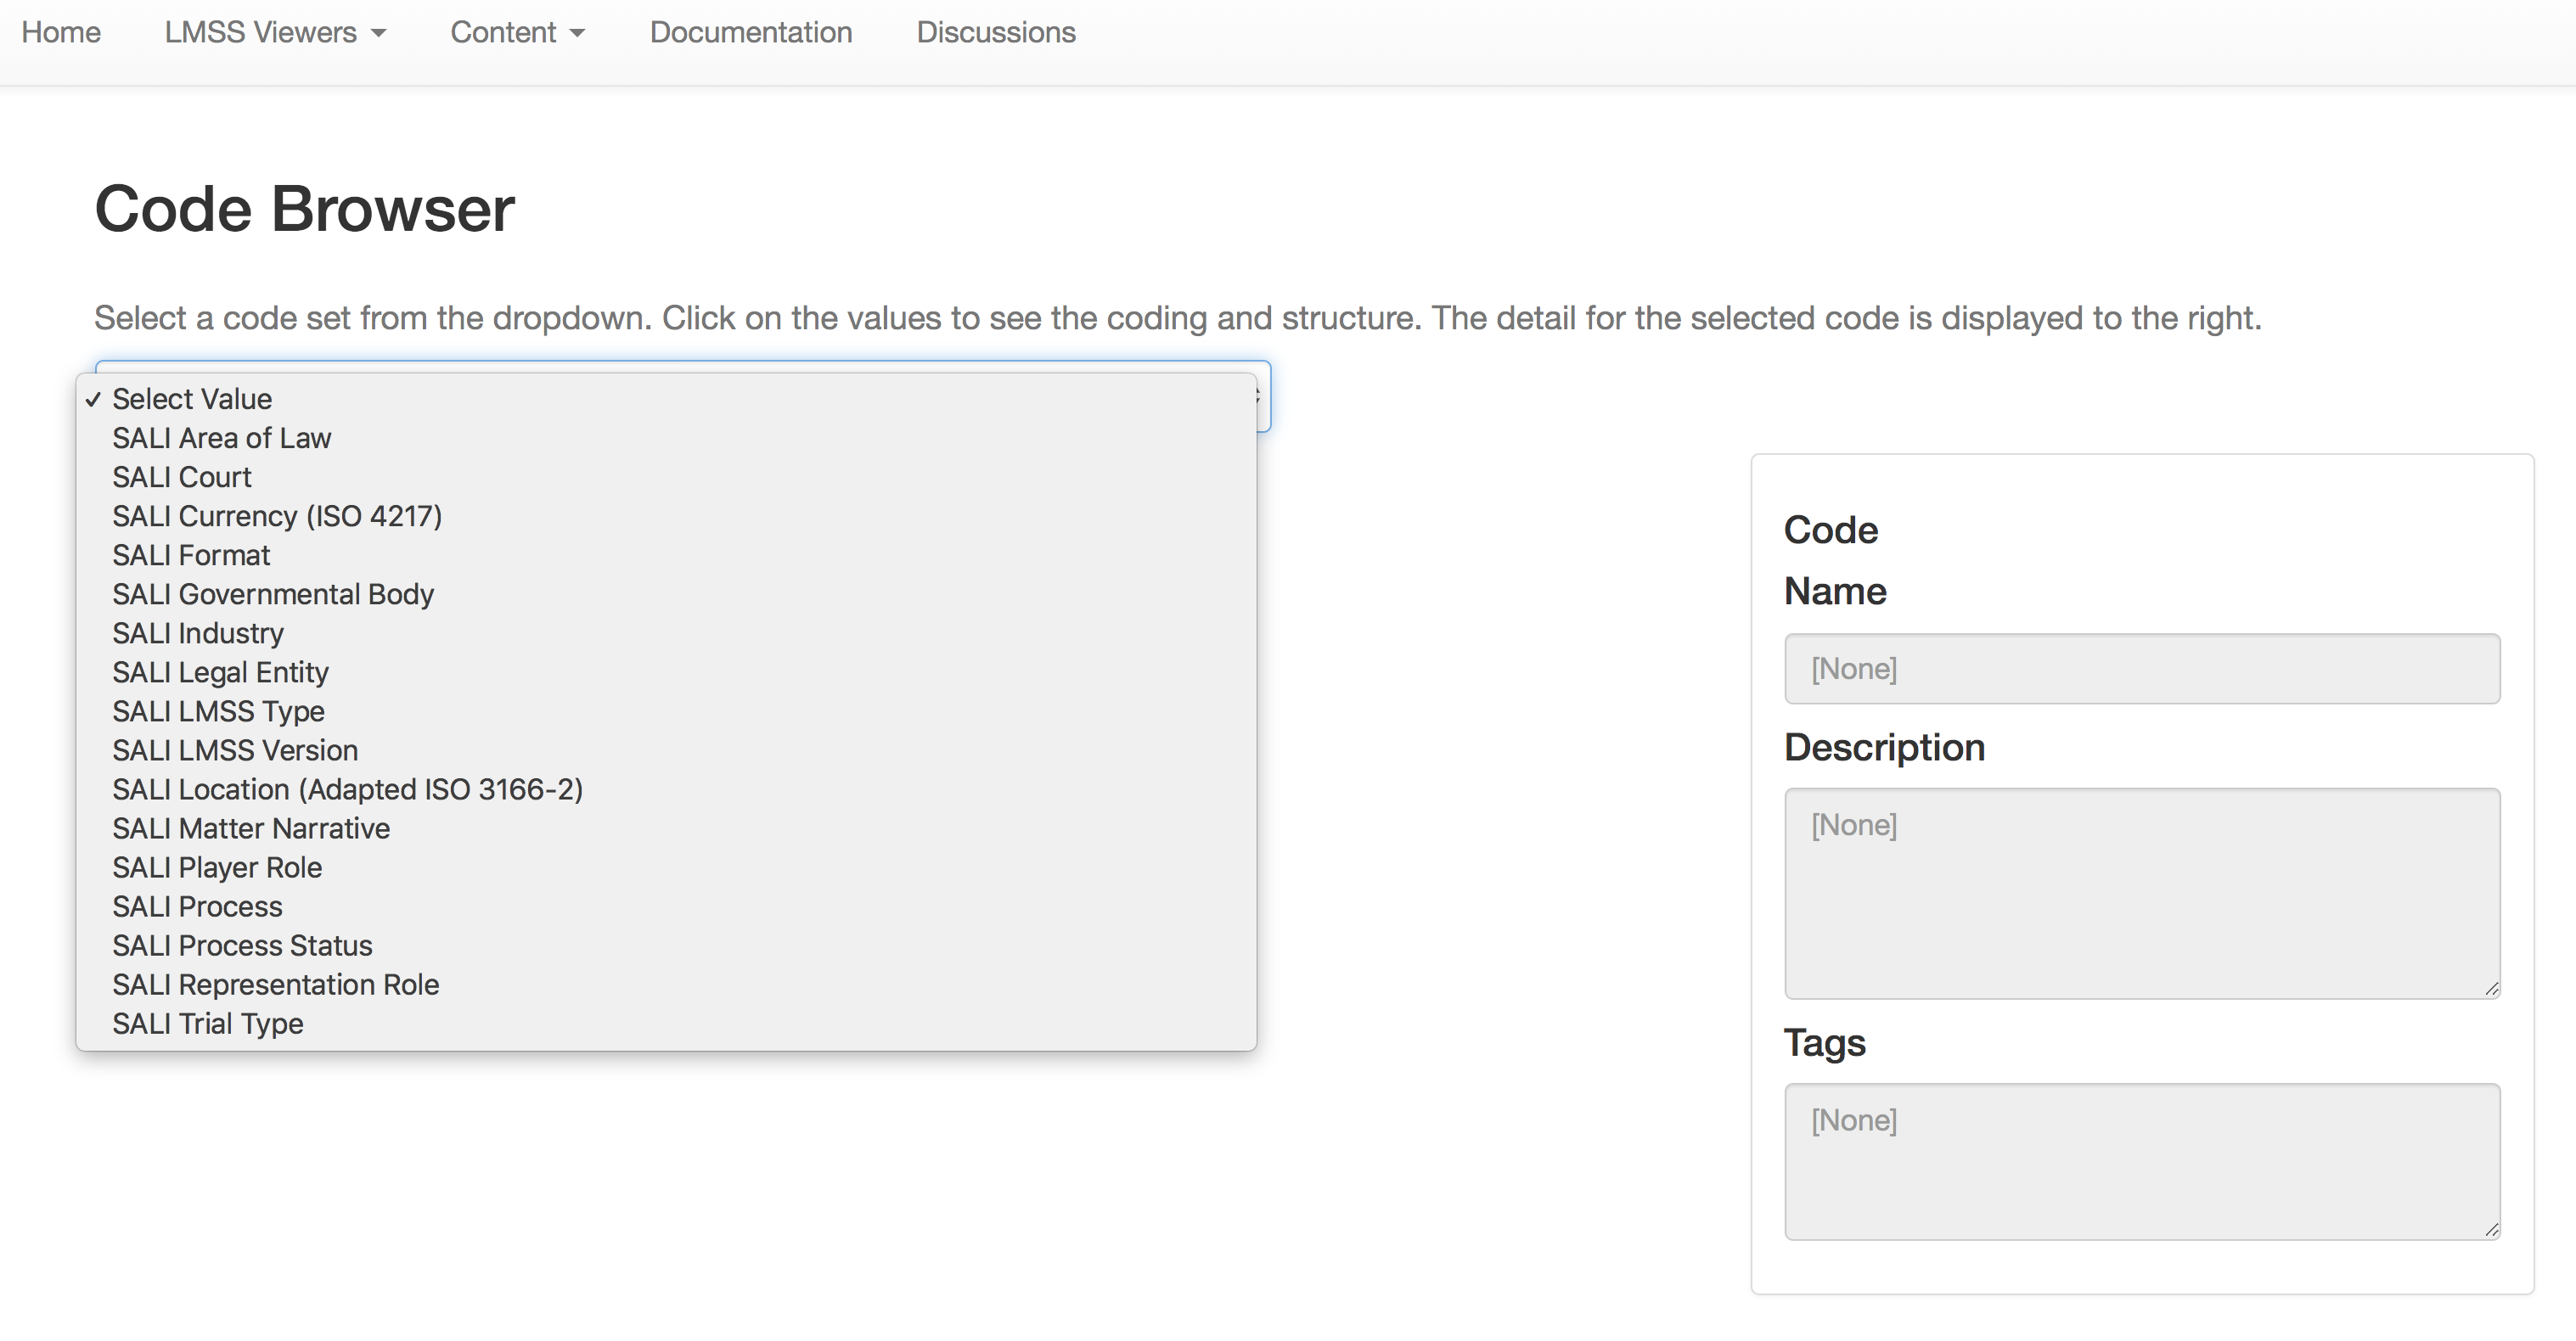 Home LMSS Viewers Content Documentation Discussions
Code Browser
Select a code set from the dropdown. Click on the values to see the coding and structure. The detail for the selected code is displayed to the right.
✓ Select Value
SALI Area of Law
SALI Court
SALI Currency (ISO 4217)
SALI Format
SALI Governmental Body
SALI Industry
SALI Legal Entity
SALI LMSS Type
SALI LMSS Version
SALI Location (Adapted ISO 3166-2)
SALI Matter Narrative
SALI Player Role
SALI Process
SALI Process Status
SALI Representation Role
SALI Trial Type
Code
Name
[None]
Description
[None]
Tags
[None]